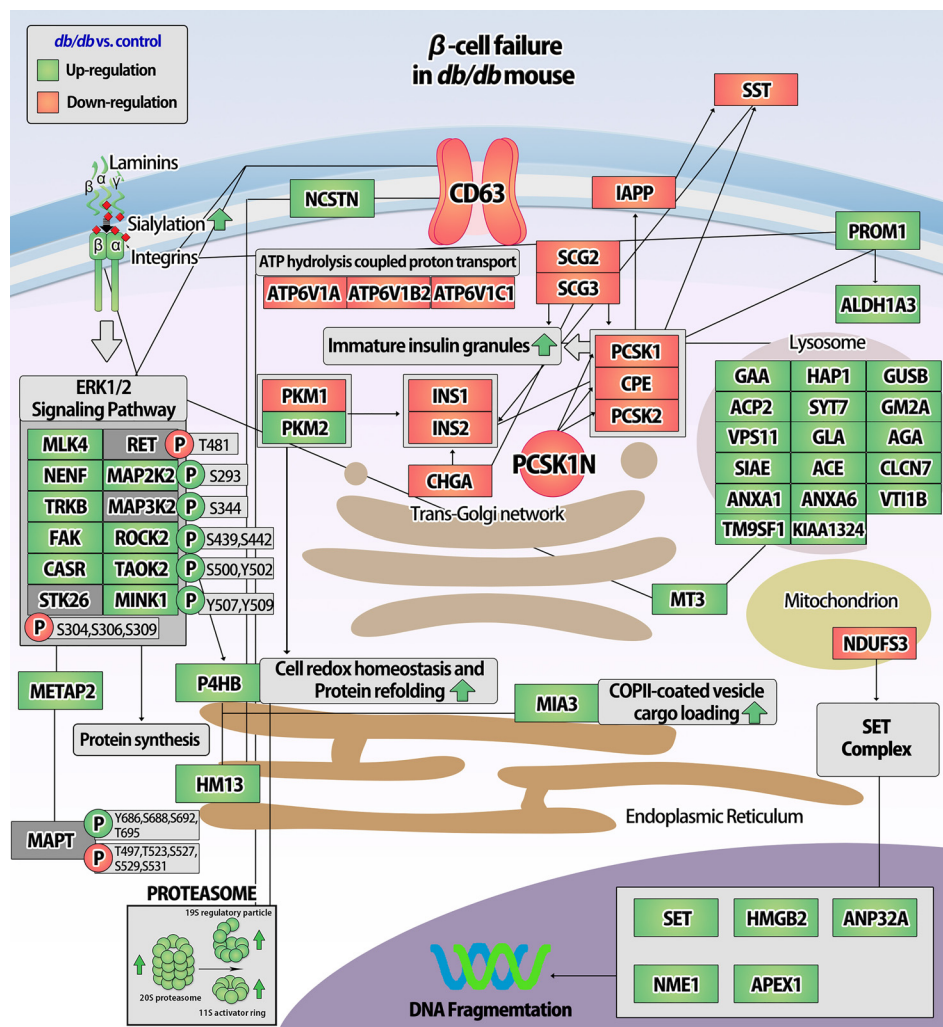 db/db vs. control
Up-regulation
Down-regulation
β-cell failure
in db/db mouse
SST
Laminins
β α γ
Sialylation
β α
Integrins
NCSTN
CD63
IAPP
PROM1
ALDH1A3
ATP hydrolysis coupled proton transport
ATP6V1A ATP6V1B2 ATP6V1C1
SCG2
SCG3
Immature insulin granules
PCSK1
CPE
PCSK2
PCSK1N
PKM1
PKM2
INS1
INS2
CHGA
Trans-Golgi network
Lysosome
GAA HAP1 GUSB
ACP2 SYT7 GM2A
VPS11 GLA AGA
SIAE ACE CLCN7
ANXA1 ANXA6 VTI1B
TM9SF1 KIAA1324
ERK1/2
Signaling Pathway
MLK4 RET P T481
NENF MAP2K2 P S293
TRKB MAP3K2 P S344
FAK ROCK2 P S439,S442
CASR TAOK2 P S500,Y502
STK26 MINK1 P Y507,Y509
P S304,S306,S309
MT3
Mitochondrion
NDUFS3
METAP2
P4HB
Cell redox homeostasis and
Protein refolding
MIA3
COPII-coated vesicle
cargo loading
Protein synthesis
SET
Complex
HM13
Endoplasmic Reticulum
MAPT
P Y686,S688,S692,
T695
P T497,T523,S527,
S529,S531
PROTEASOME
19S regulatory particle
20S proteasome
11S activator ring
DNA Fragmentation
SET HMGB2 ANP32A
NME1 APEX1